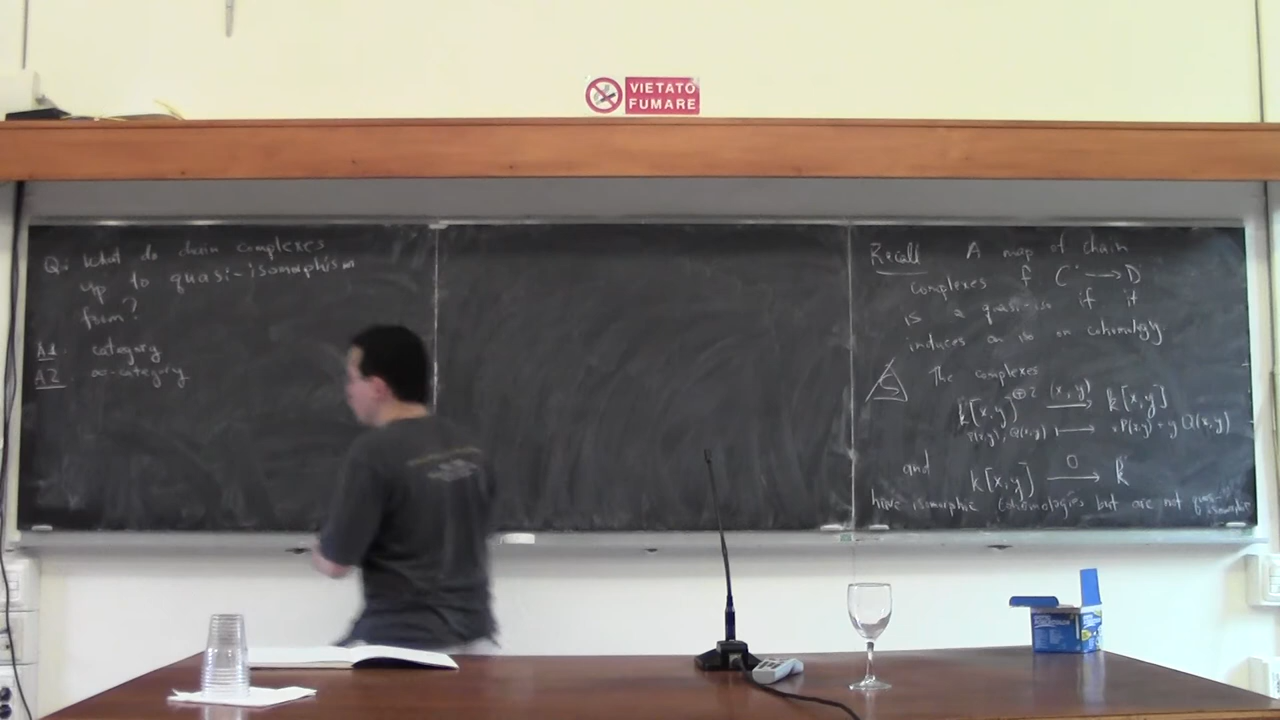 VIETATO
FUMARE
Q: What do chain complexes
up to quasi-isomorphism
form?
A1. category
A2 ∞-category
Recall A map of chain
complexes f C˙ → D˙
is a quasi-iso if it
induces an iso on cohomology
The complexes
k[x,y]^⊕2 (x,y) → k[x,y]
P(x,y), Q(x,y) ↦ xP(x,y) + y Q(x,y)
and k[x,y] 0 → k
have isomorphic cohomologies but are not quasi-isomorphic